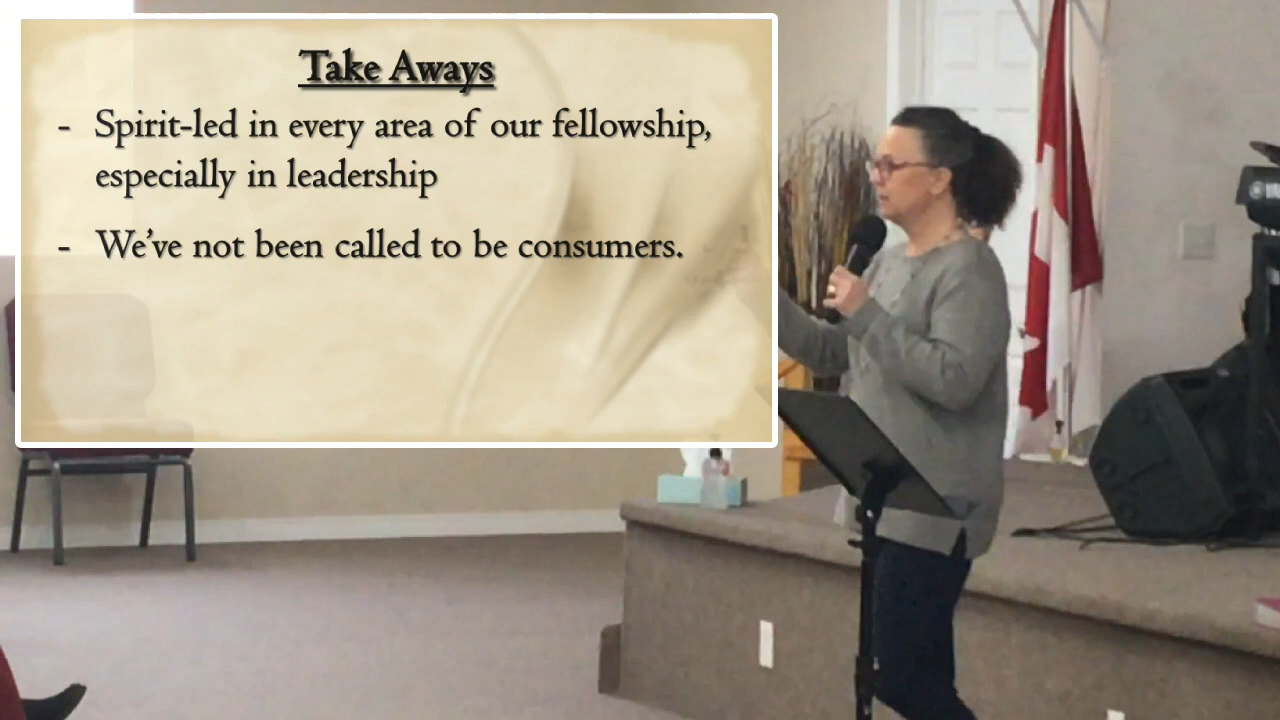 Take Aways
- Spirit-led in every area of our fellowship,
especially in leadership
- We've not been called to be consumers.